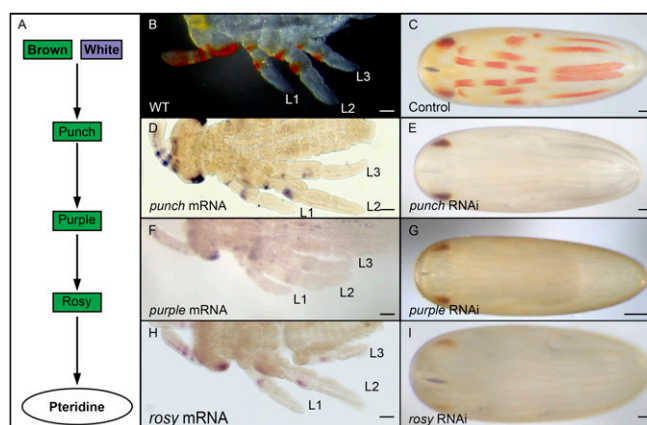 A
Brown White
Punch
Purple
Rosy
Pteridine
B
WT
L1
L2
L3
C
Control
D
punch mRNA
L1
L2
L3
E
punch RNAi
F
purple mRNA
L1
L2
L3
G
purple RNAi
H
rosy mRNA
L1
L2
L3
I
rosy RNAi